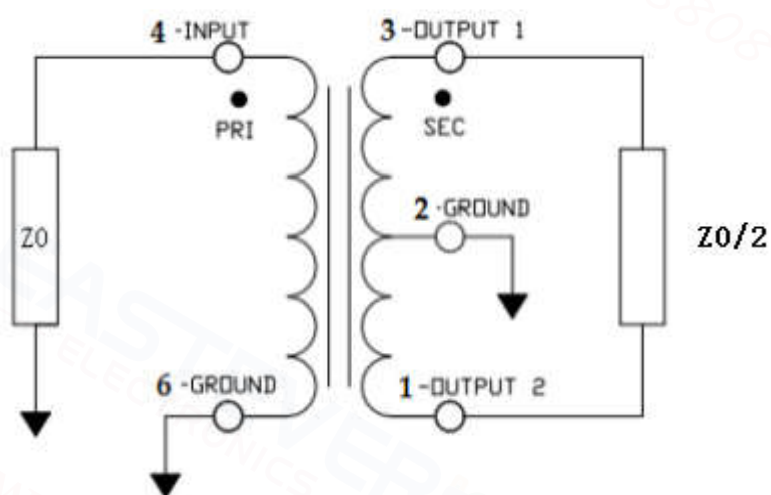 4 -INPUT
3 -OUTPUT 1
PRI
SEC
2 -GROUND
Z0
Z0/2
6 -GROUND
1 -OUTPUT 2